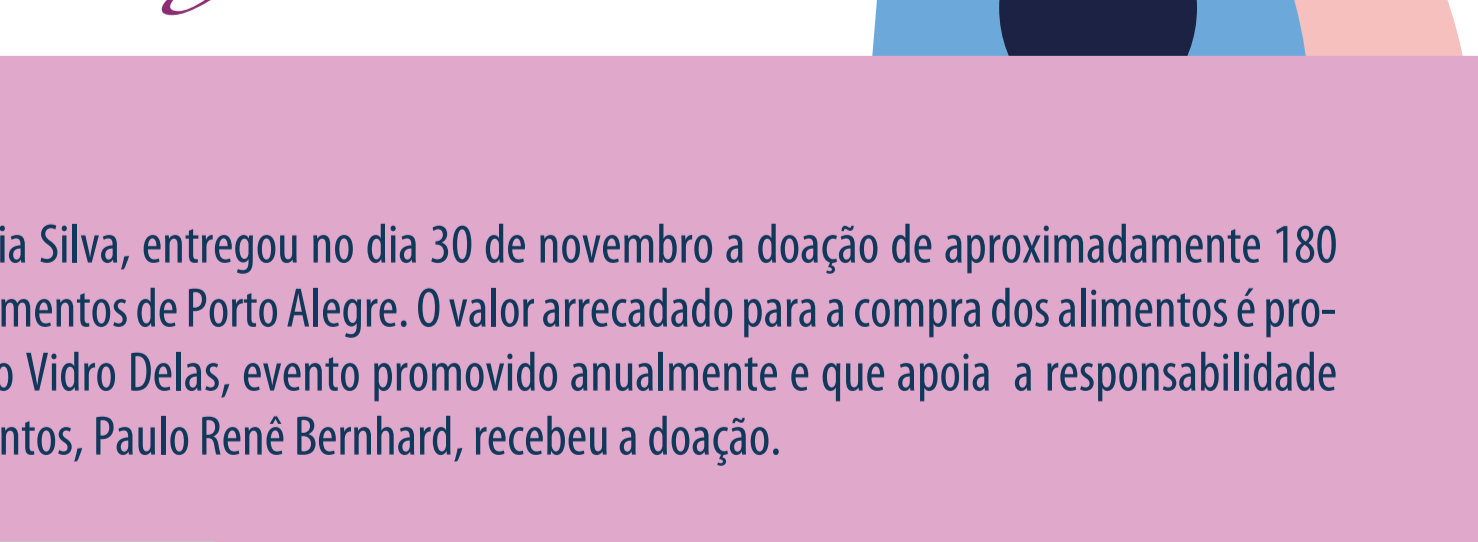 ia Silva, entregou no dia 30 de novembro a doação de aproximadamente 180
mentos de Porto Alegre. O valor arrecadado para a compra dos alimentos é pro-
o Vidro Delas, evento promovido anualmente e que apoia  a responsabilidade
ntos, Paulo Renê Bernhard, recebeu a doação.